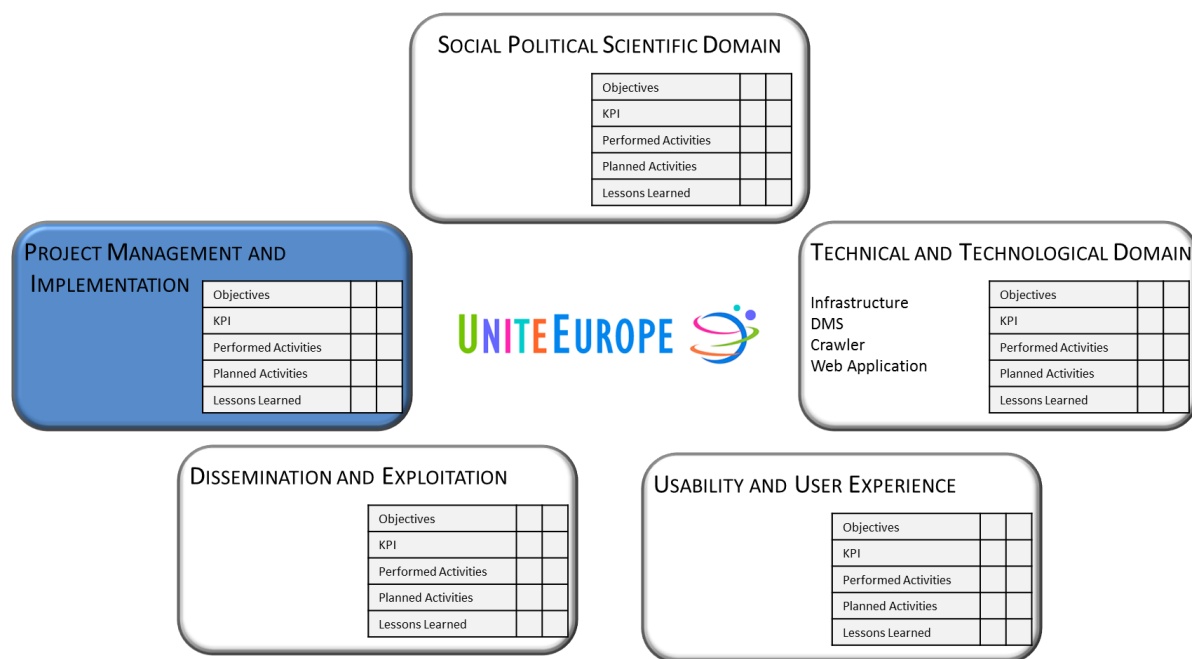 SOCIAL POLITICAL SCIENTIFIC DOMAIN
Objectives
KPI
Performed Activities
Planned Activities
Lessons Learned
PROJECT MANAGEMENT AND
IMPLEMENTATION
Objectives
KPI
Performed Activities
Planned Activities
Lessons Learned
UNITEEUROPE
TECHNICAL AND TECHNOLOGICAL DOMAIN
Infrastructure
DMS
Crawler
Web Application
Objectives
KPI
Performed Activities
Planned Activities
Lessons Learned
DISSEMINATION AND EXPLOITATION
Objectives
KPI
Performed Activities
Planned Activities
Lessons Learned
USABILITY AND USER EXPERIENCE
Objectives
KPI
Performed Activities
Planned Activities
Lessons Learned